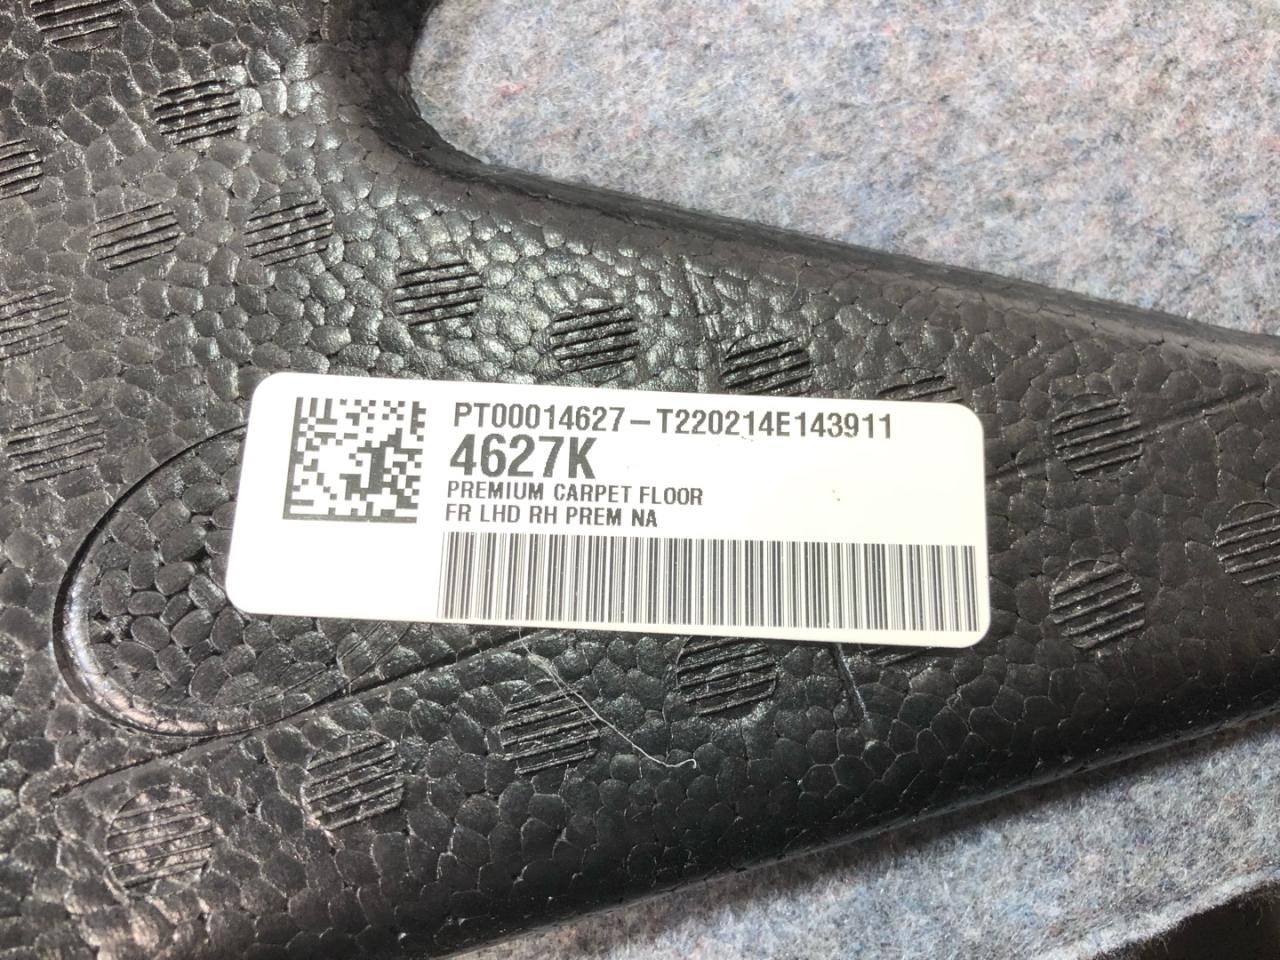 PT00014627-T220214E143911
4627K
PREMIUM CARPET FLOOR
FR LHD RH PREM NA